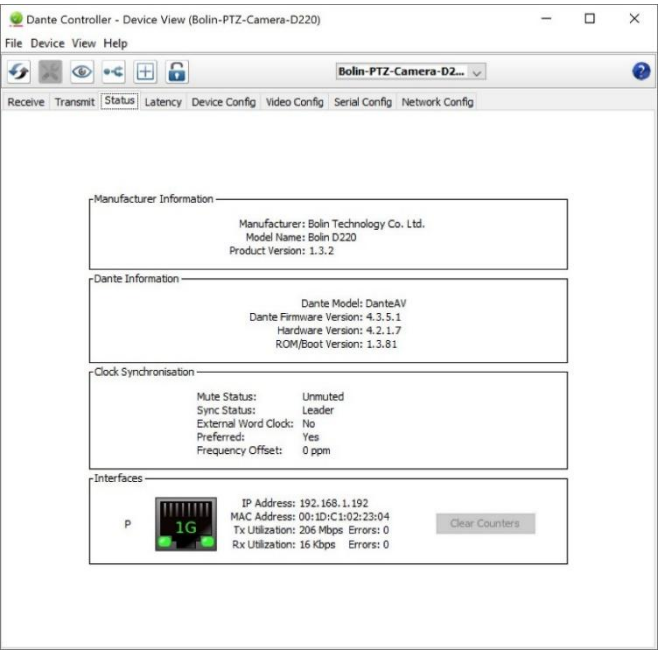 Dante Controller - Device View (Bolin-PTZ-Camera-D220)
File Device View Help
Bolin-PTZ-Camera-D2...
Receive Transmit Status Latency Device Config Video Config Serial Config Network Config
Manufacturer Information
Manufacturer: Bolin Technology Co. Ltd.
Model Name: Bolin D220
Product Version: 1.3.2
Dante Information
Dante Model: DanteAV
Dante Firmware Version: 4.3.5.1
Hardware Version: 4.2.1.7
ROM/Boot Version: 1.3.81
Clock Synchronisation
Mute Status: Unmuted
Sync Status: Leader
External Word Clock: No
Preferred: Yes
Frequency Offset: 0 ppm
Interfaces
P
1G
IP Address: 192.168.1.192
MAC Address: 00:1D:C1:02:23:04
Tx Utilization: 206 Mbps Errors: 0
Rx Utilization: 16 Kbps Errors: 0
Clear Counters